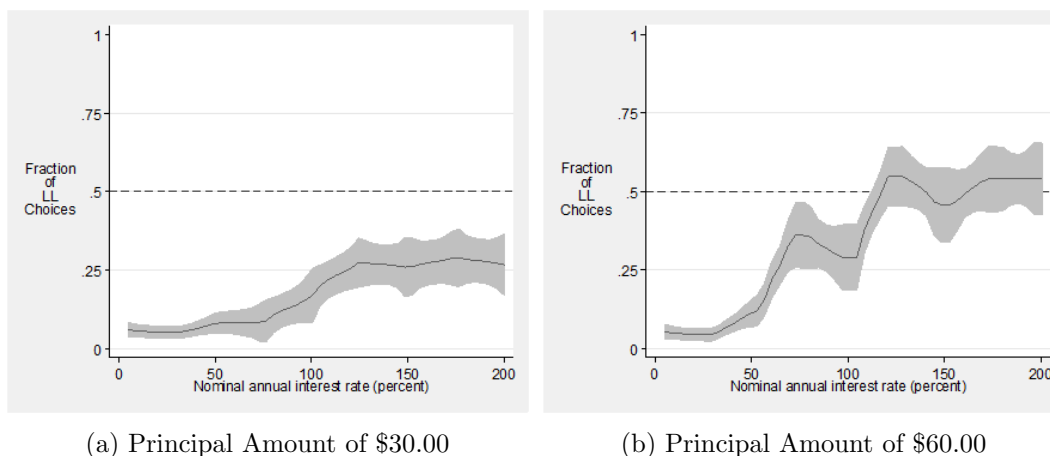 1
.75
Fraction
of
LL
Choices
.5
.25
0
0 50 100 150 200
Nominal annual interest rate (percent)
(a) Principal Amount of $30.00
1
.75
Fraction
of
LL
Choices
.5
.25
0
0 50 100 150 200
Nominal annual interest rate (percent)
(b) Principal Amount of $60.00